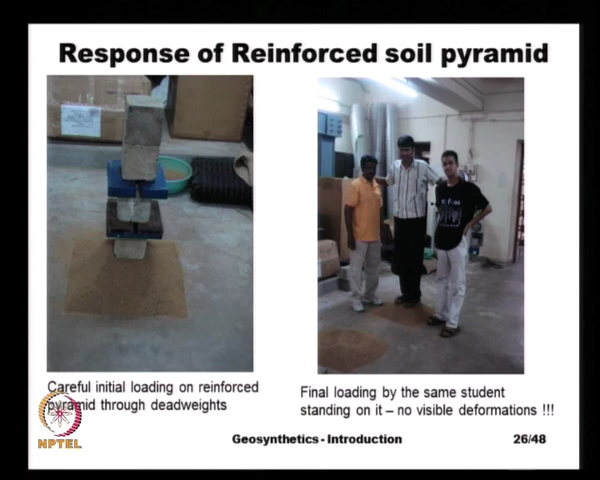 Response of Reinforced soil pyramid
Careful initial loading on reinforced
pyramid through deadweights
Final loading by the same student
standing on it – no visible deformations !!!
NPTEL
Geosynthetics - Introduction
26/48